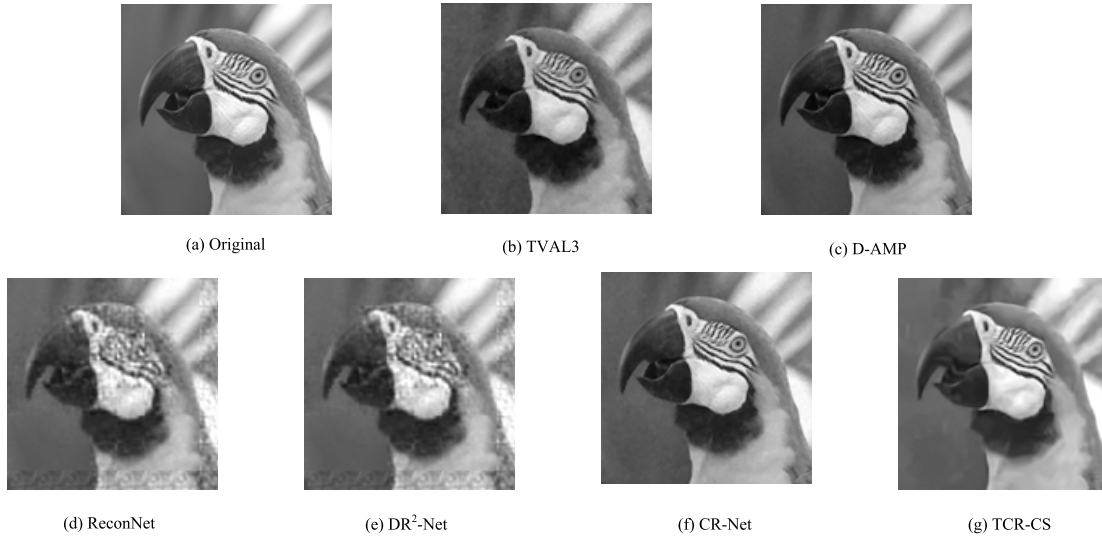 (a) Original
(b) TVAL3
(c) D-AMP
(d) ReconNet
(e) DR²-Net
(f) CR-Net
(g) TCR-CS